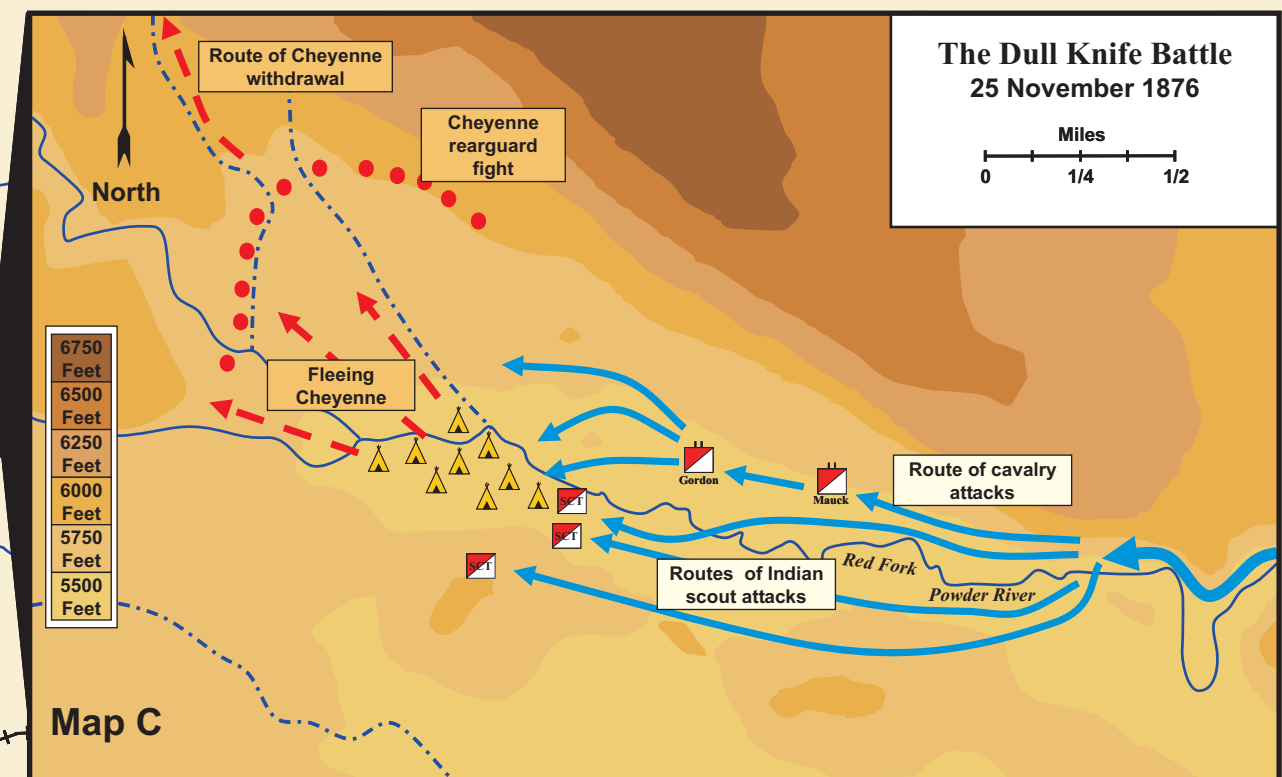 The Dull Knife Battle
25 November 1876
Miles
0 1/4 1/2
Route of Cheyenne
withdrawal
Cheyenne
rearguard
fight
North
6750
Feet
6500
Feet
6250
Feet
6000
Feet
5750
Feet
5500
Feet
Fleeing
Cheyenne
Gordon
Mauck
Route of cavalry
attacks
SCT
SCT
SCT
Routes of Indian
scout attacks
Red Fork
Powder River
Map C